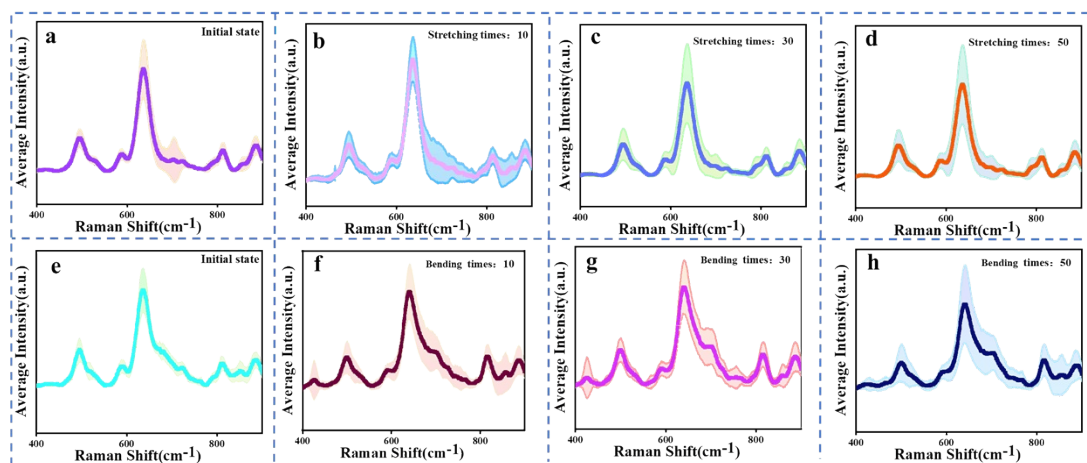 a
Initial state
Average Intensity(a.u.)
400
600
800
Raman Shift(cm⁻¹)
b
Stretching times：10
Average Intensity(a.u.)
400
600
800
Raman Shift(cm⁻¹)
c
Stretching times：30
Average Intensity(a.u.)
400
600
800
Raman Shift(cm⁻¹)
d
Stretching times：50
Average Intensity(a.u.)
400
600
800
Raman Shift(cm⁻¹)
e
Initial state
Average Intensity(a.u.)
400
600
800
Raman Shift(cm⁻¹)
f
Bending times：10
Average Intensity(a.u.)
400
600
800
Raman Shift(cm⁻¹)
g
Bending times：30
Average Intensity(a.u.)
400
600
800
Raman Shift(cm⁻¹)
h
Bending times：50
Average Intensity(a.u.)
400
600
800
Raman Shift(cm⁻¹)